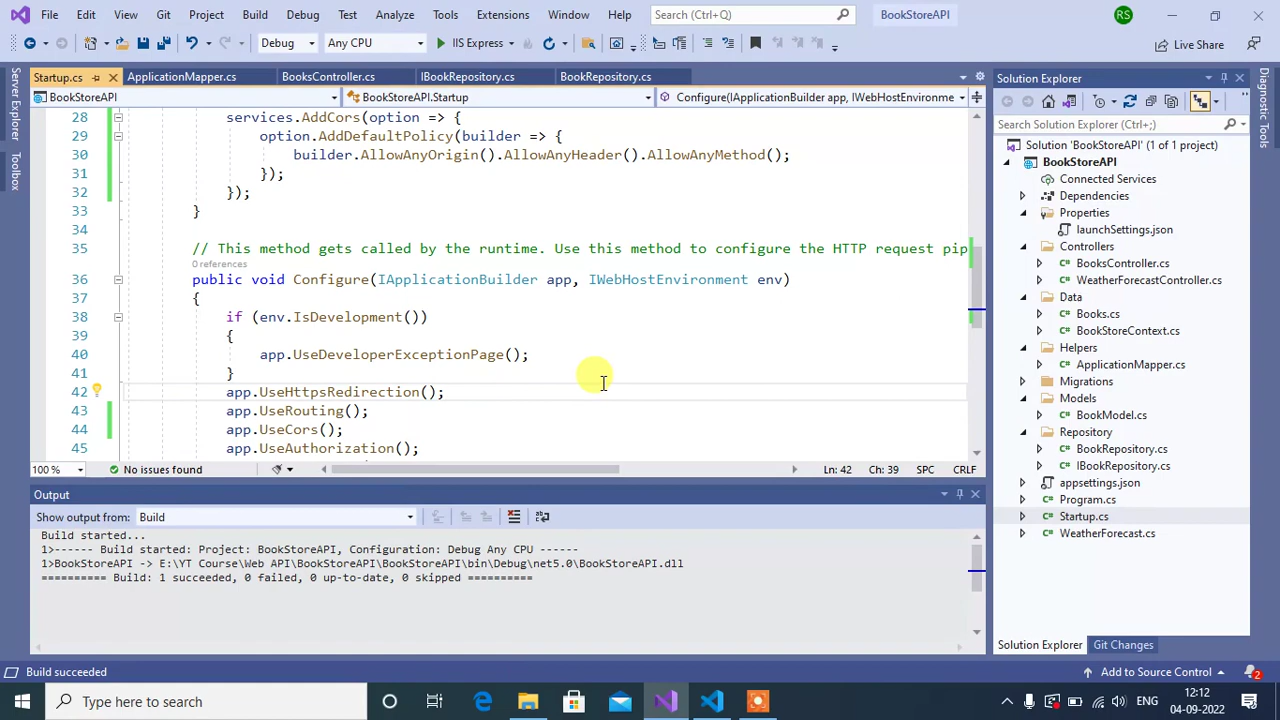 File Edit View Git Project Build Debug Test Analyze Tools Extensions Window Help Search (Ctrl+Q) BookStoreAPI RS
Debug Any CPU IIS Express Live Share
Server Explorer
Toolbox
Diagnostic Tools
Startup.cs ApplicationMapper.cs BooksController.cs IBookRepository.cs BookRepository.cs
BookStoreAPI BookStoreAPI.Startup Configure(IApplicationBuilder app, IWebHostEnvironme
28 services.AddCors(option => {
29 option.AddDefaultPolicy(builder => {
30 builder.AllowAnyOrigin().AllowAnyHeader().AllowAnyMethod();
31 });
32 });
33 }
34
35 // This method gets called by the runtime. Use this method to configure the HTTP request pip
0 references
36 public void Configure(IApplicationBuilder app, IWebHostEnvironment env)
37 {
38 if (env.IsDevelopment())
39 {
40 app.UseDeveloperExceptionPage();
41 }
42 app.UseHttpsRedirection();
43 app.UseRouting();
44 app.UseCors();
45 app.UseAuthorization();
100 % No issues found Ln: 42 Ch: 39 SPC CRLF
Output
Show output from: Build
Build started...
1>------ Build started: Project: BookStoreAPI, Configuration: Debug Any CPU ------
1>BookStoreAPI -> E:\YT Course\Web API\BookStoreAPI\BookStoreAPI\bin\Debug\net5.0\BookStoreAPI.dll
========== Build: 1 succeeded, 0 failed, 0 up-to-date, 0 skipped ==========
Solution Explorer
Search Solution Explorer (Ctrl+;)
Solution 'BookStoreAPI' (1 of 1 project)
BookStoreAPI
Connected Services
Dependencies
Properties
launchSettings.json
Controllers
BooksController.cs
WeatherForecastController.cs
Data
Books.cs
BookStoreContext.cs
Helpers
ApplicationMapper.cs
Migrations
Models
BookModel.cs
Repository
BookRepository.cs
IBookRepository.cs
appsettings.json
Program.cs
Startup.cs
WeatherForecast.cs
Solution Explorer Git Changes
Build succeeded Add to Source Control 2
Type here to search ENG 12:12
04-09-2022